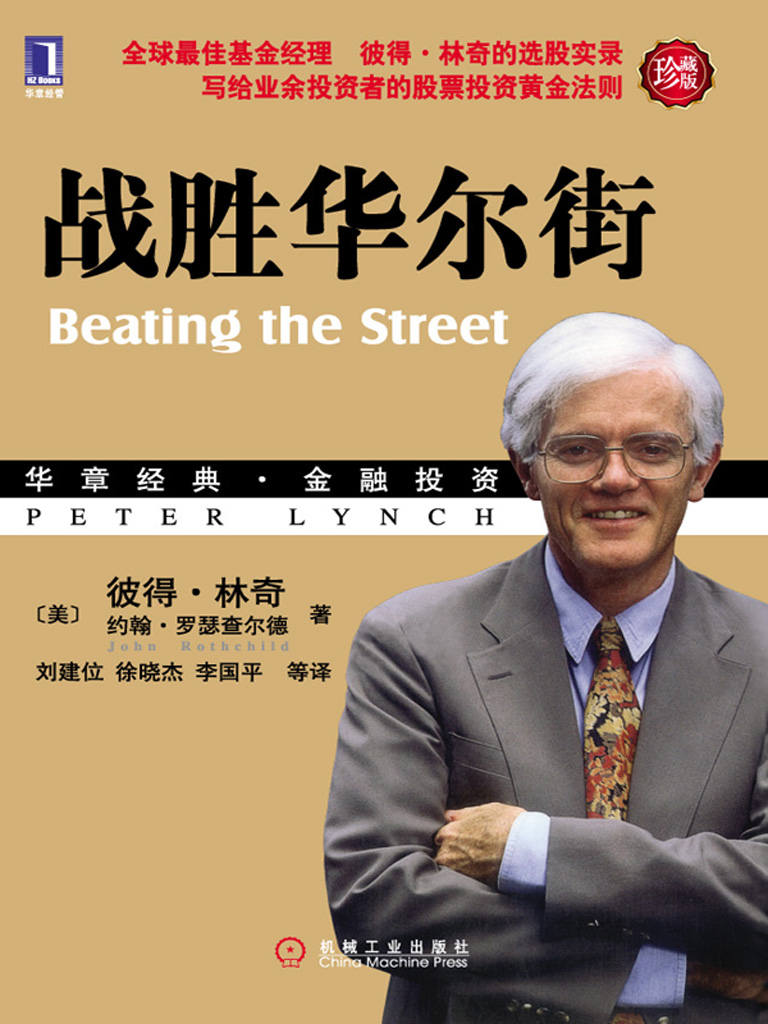 HZ Books
华章经管
全球最佳基金经理 彼得·林奇的选股实录
写给业余投资者的股票投资黄金法则
珍藏版
战胜华尔街
Beating the Street
华章经典·金融投资
PETER LYNCH
〔美〕 彼得·林奇
约翰·罗瑟查尔德 著
John Rothchild
刘建位 徐晓杰 李国平 等译
机械工业出版社
China Machine Press